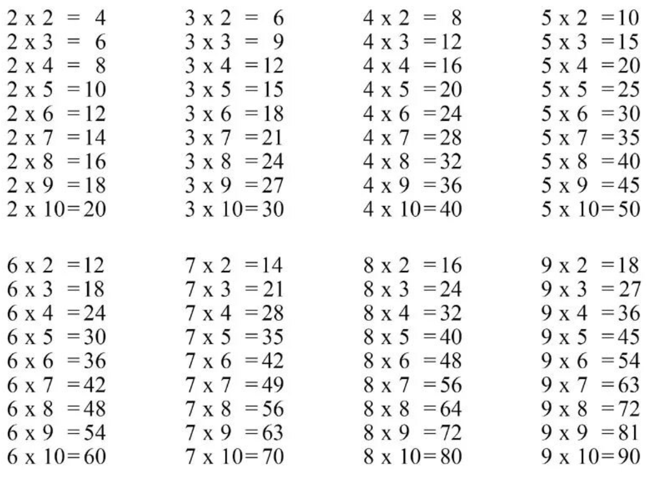 2 x 2 = 4
2 x 3 = 6
2 x 4 = 8
2 x 5 =10
2 x 6 =12
2 x 7 =14
2 x 8 =16
2 x 9 =18
2 x 10=20
3 x 2 = 6
3 x 3 = 9
3 x 4 =12
3 x 5 =15
3 x 6 =18
3 x 7 =21
3 x 8 =24
3 x 9 =27
3 x 10=30
4 x 2 = 8
4 x 3 =12
4 x 4 =16
4 x 5 =20
4 x 6 =24
4 x 7 =28
4 x 8 =32
4 x 9 =36
4 x 10=40
5 x 2 =10
5 x 3 =15
5 x 4 =20
5 x 5 =25
5 x 6 =30
5 x 7 =35
5 x 8 =40
5 x 9 =45
5 x 10=50
6 x 2 =12
6 x 3 =18
6 x 4 =24
6 x 5 =30
6 x 6 =36
6 x 7 =42
6 x 8 =48
6 x 9 =54
6 x 10=60
7 x 2 =14
7 x 3 =21
7 x 4 =28
7 x 5 =35
7 x 6 =42
7 x 7 =49
7 x 8 =56
7 x 9 =63
7 x 10=70
8 x 2 =16
8 x 3 =24
8 x 4 =32
8 x 5 =40
8 x 6 =48
8 x 7 =56
8 x 8 =64
8 x 9 =72
8 x 10=80
9 x 2 =18
9 x 3 =27
9 x 4 =36
9 x 5 =45
9 x 6 =54
9 x 7 =63
9 x 8 =72
9 x 9 =81
9 x 10=90